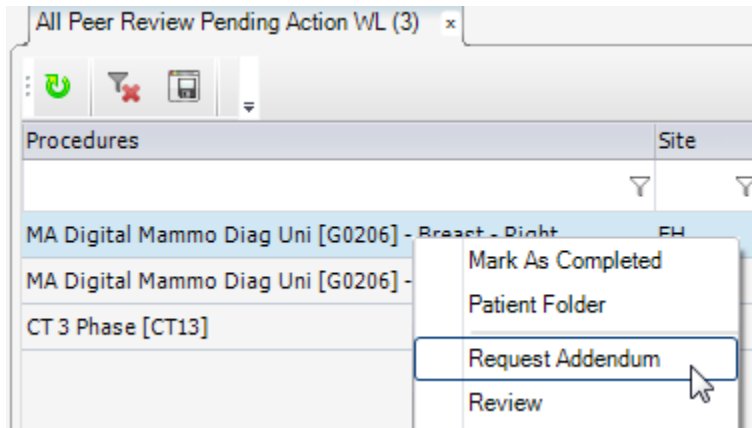 All Peer Review Pending Action WL (3) x
Procedures Site
MA Digital Mammo Diag Uni [G0206] - Breast - Right EH
MA Digital Mammo Diag Uni [G0206] -
CT 3 Phase [CT13]
Mark As Completed
Patient Folder
Request Addendum
Review